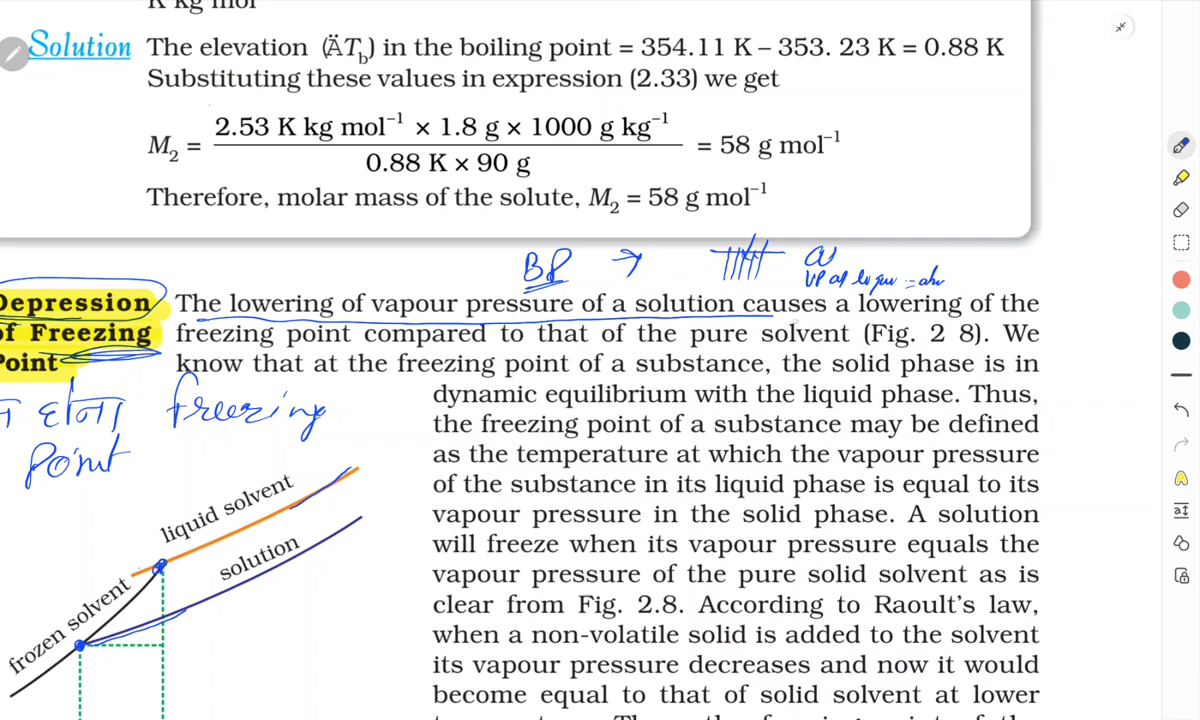 K kg mol
Solution The elevation (ÄTb) in the boiling point = 354.11 K – 353. 23 K = 0.88 K
Substituting these values in expression (2.33) we get
M2 = 2.53 K kg mol–1 × 1.8 g × 1000 g kg–1 / 0.88 K × 90 g = 58 g mol–1
Therefore, molar mass of the solute, M2 = 58 g mol–1
BP →
Depression
of Freezing
Point
The lowering of vapour pressure of a solution causes a lowering of the
freezing point compared to that of the pure solvent (Fig. 2 8). We
know that at the freezing point of a substance, the solid phase is in
dynamic equilibrium with the liquid phase. Thus,
the freezing point of a substance may be defined
as the temperature at which the vapour pressure
of the substance in its liquid phase is equal to its
vapour pressure in the solid phase. A solution
will freeze when its vapour pressure equals the
vapour pressure of the pure solid solvent as is
clear from Fig. 2.8. According to Raoult's law,
when a non-volatile solid is added to the solvent
its vapour pressure decreases and now it would
become equal to that of solid solvent at lower
होना freezing
point
liquid solvent
solution
frozen solvent